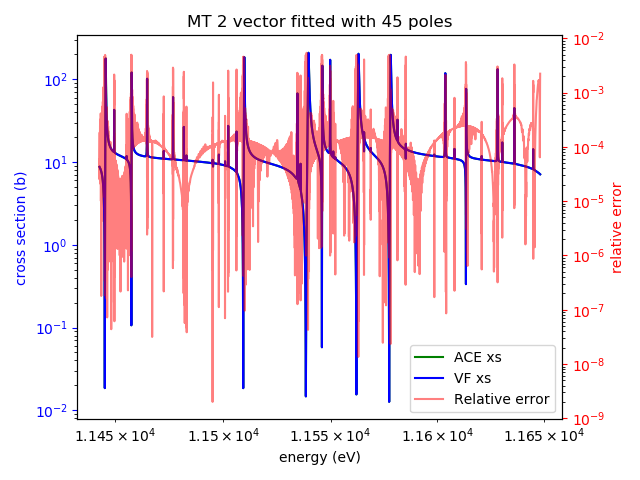 MT 2 vector fitted with 45 poles
10²
10¹
10⁰
10⁻¹
10⁻²
cross section (b)
10⁻²
10⁻³
10⁻⁴
10⁻⁵
10⁻⁶
10⁻⁷
10⁻⁸
10⁻⁹
relative error
ACE xs
VF xs
Relative error
1.145 × 10⁴ 1.15 × 10⁴ 1.155 × 10⁴ 1.16 × 10⁴ 1.165 × 10⁴
energy (eV)